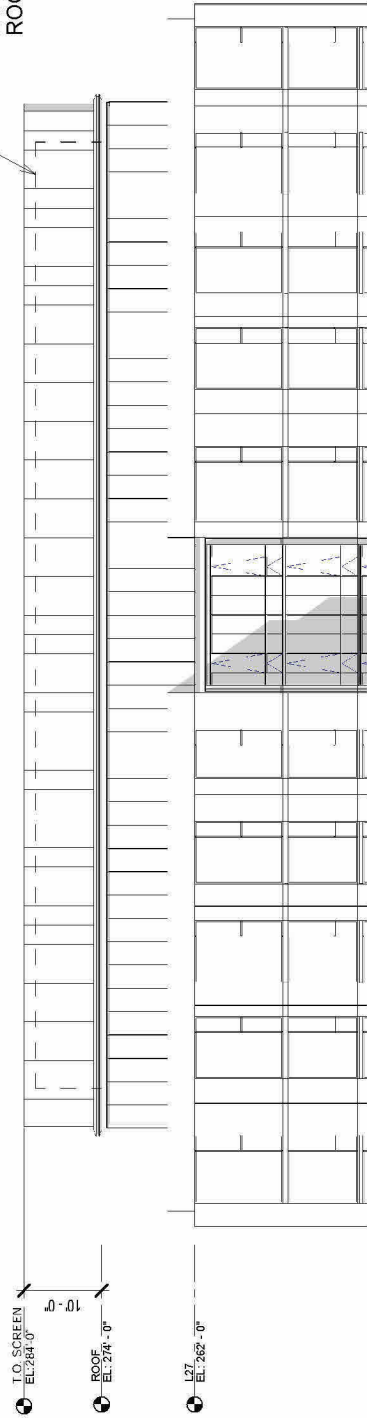 T.O. SCREEN
EL: 284'-0"
10' - 0"
ROOF
EL: 274' - 0"
L27
EL: 262' - 0"